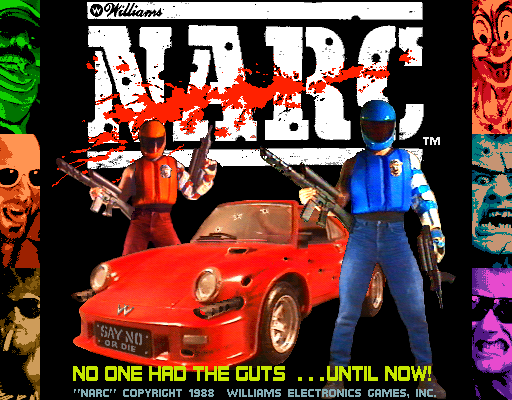 Williams
NARC
TM
SAY NO
OR DIE
NO ONE HAD THE GUTS ...UNTIL NOW!
"NARC" COPYRIGHT 1988 WILLIAMS ELECTRONICS GAMES, INC.